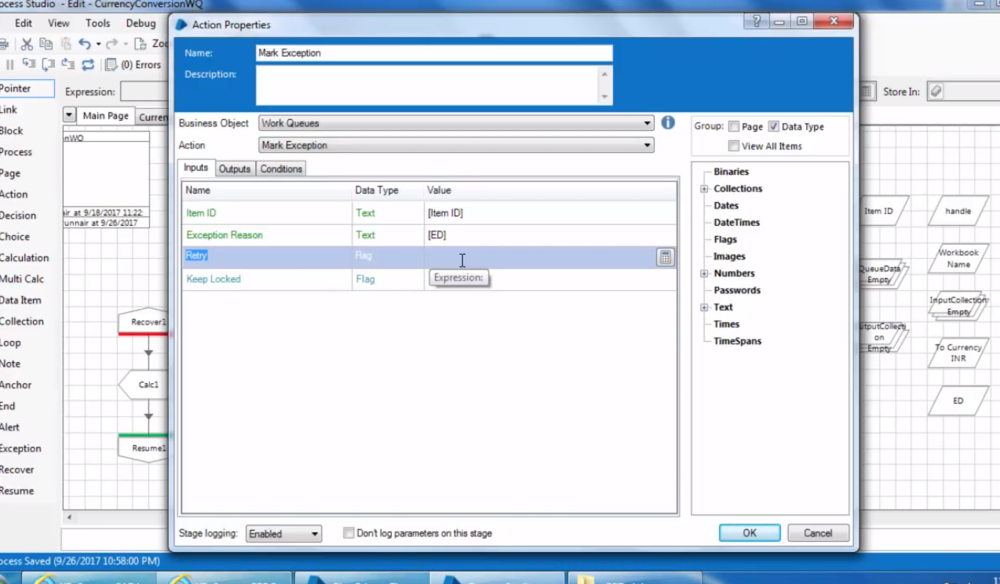 ocess Studio - Edit - CurrencyConversionWQ
Edit View Tools Debug
Zoo
(0) Errors
Expression:
Store In:
Main Page Curren
Pointer
Link
Block
Process
Page
Action
Decision
Choice
Calculation
Multi Calc
Data Item
Collection
Loop
Note
Anchor
End
Alert
Exception
Recover
Resume
nWO
air at 9/18/2017 11:22:
unnair at 9/26/2017
Recover1
Calc1
Resume1
Action Properties
?
Name: Mark Exception
Description:
Business Object Work Queues
Action Mark Exception
Inputs Outputs Conditions
Name Data Type Value
Item ID Text [Item ID]
Exception Reason Text [ED]
Retry Flag
Keep Locked Flag
Expression:
Group: Page Data Type
View All Items
Binaries
Collections
Dates
DateTimes
Flags
Images
Numbers
Passwords
Text
Times
TimeSpans
Stage logging: Enabled Don't log parameters on this stage
OK Cancel
Item ID
handle
Workbook
Name
QueueData
Empty
InputCollection
Empty
utputCollecti
on
Empty
To Currency
INR
ED
ocess Saved (9/26/2017 10:58:00 PM)